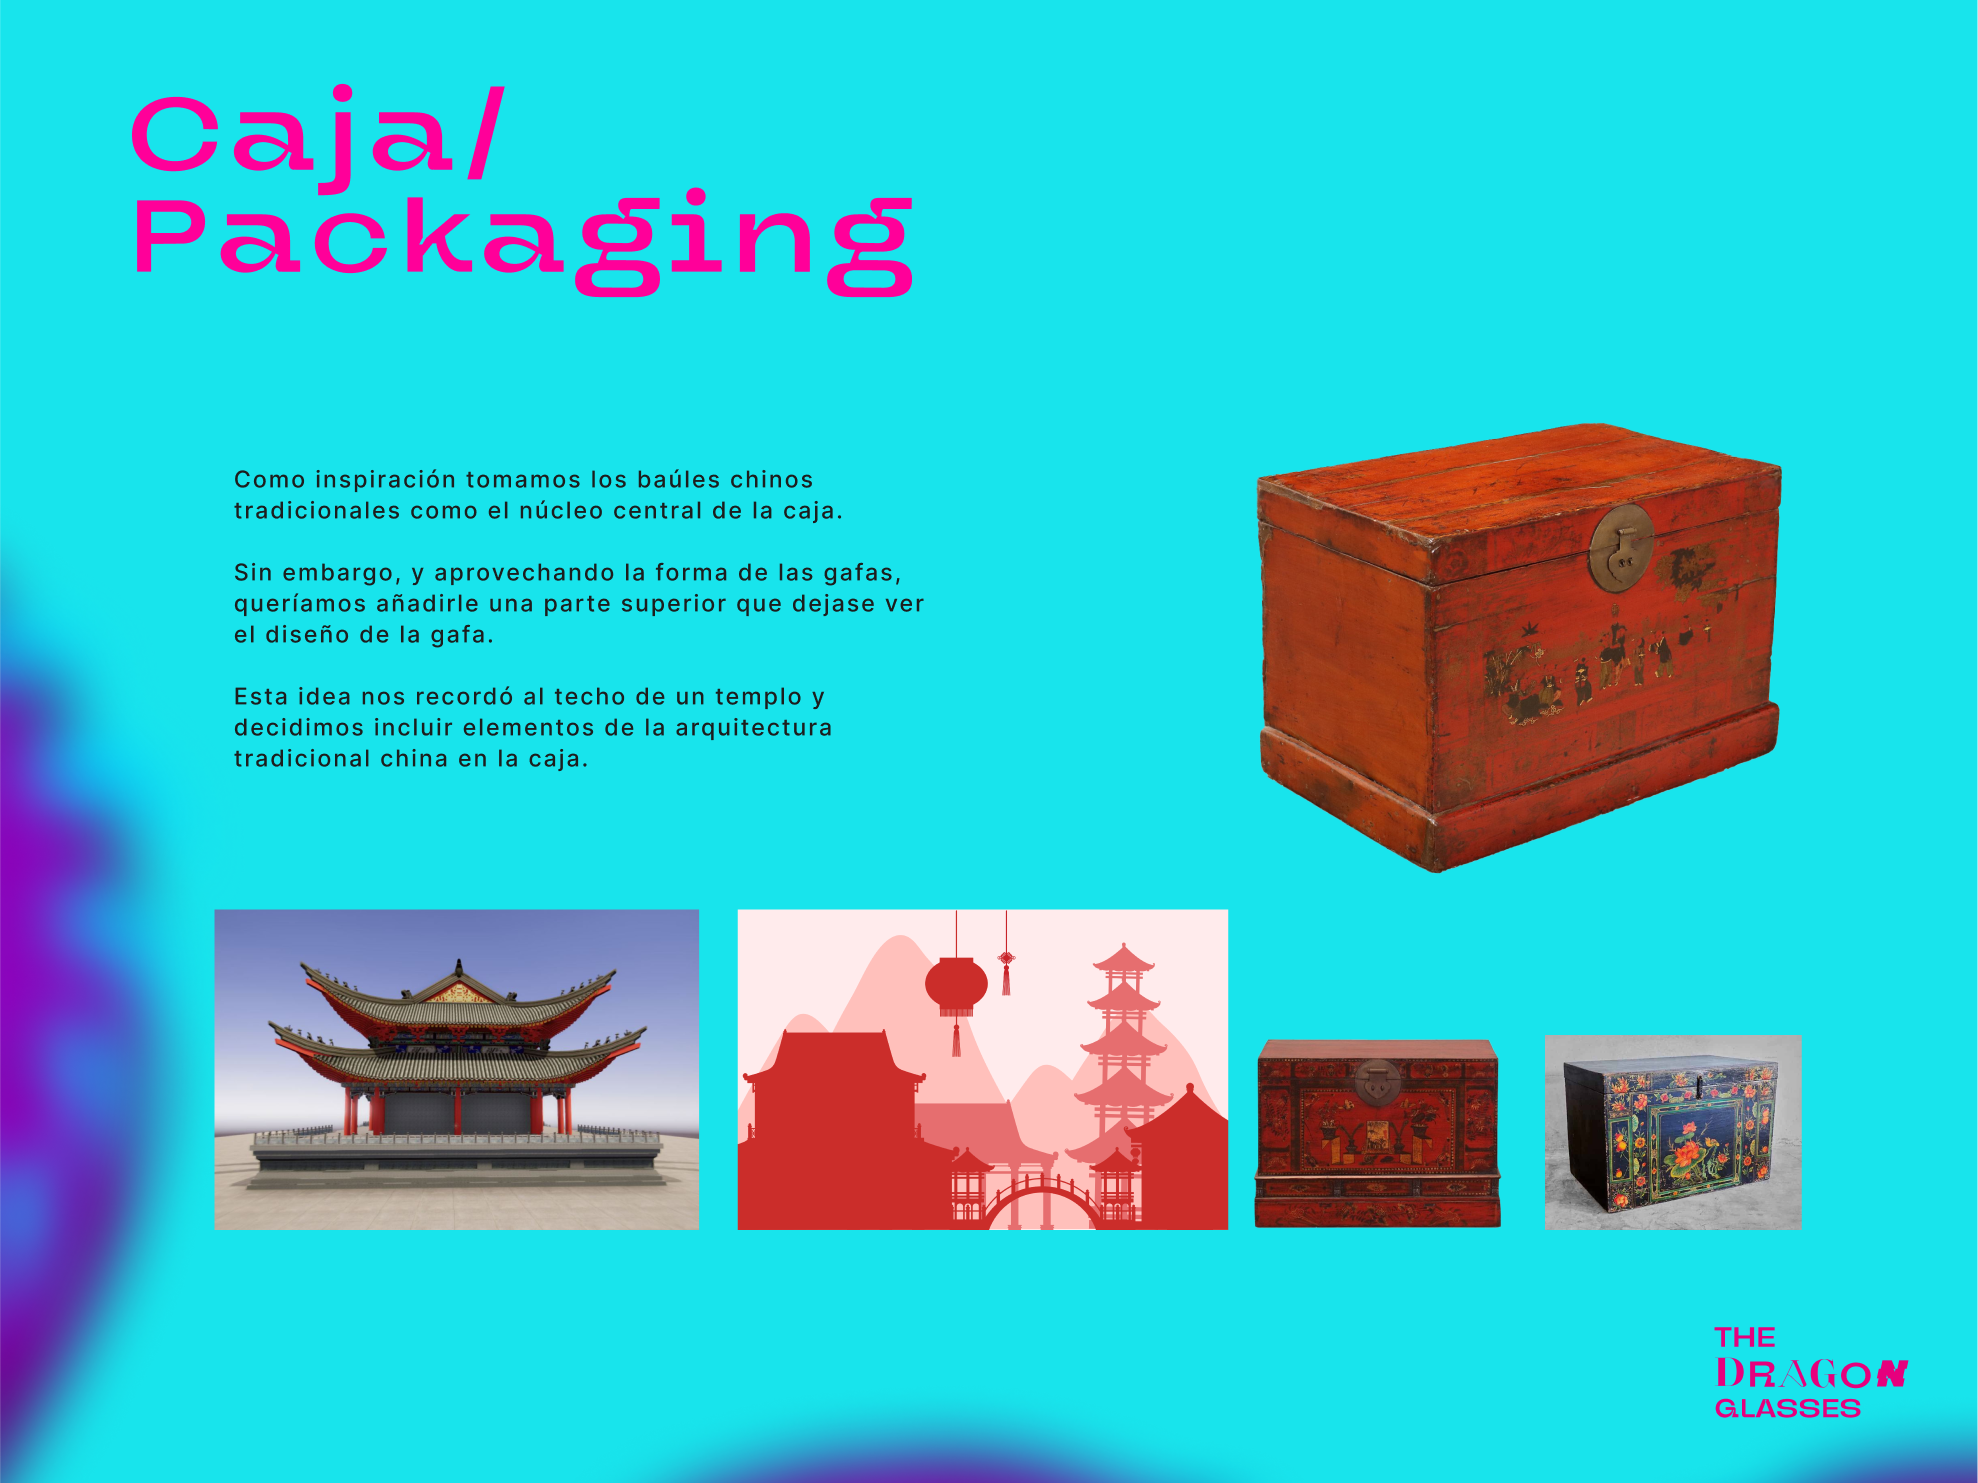 Caja/
Packaging
Como inspiración tomamos los baúles chinos
tradicionales como el núcleo central de la caja.
Sin embargo, y aprovechando la forma de las gafas,
queríamos añadirle una parte superior que dejase ver
el diseño de la gafa.
Esta idea nos recordó al techo de un templo y
decidimos incluir elementos de la arquitectura
tradicional china en la caja.
THE
DRAGON
GLASSES